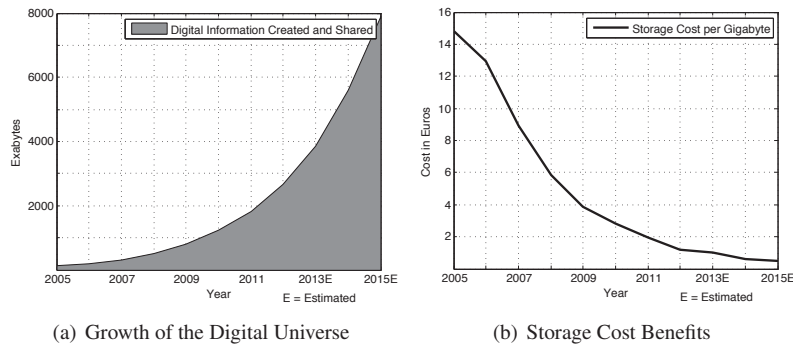 8000
6000
4000
2000
Exabytes
Digital Information Created and Shared
2005
2007
2009
2011
2013E
2015E
Year
E = Estimated
(a) Growth of the Digital Universe
16
14
12
10
8
6
4
2
Cost in Euros
Storage Cost per Gigabyte
2005
2007
2009
2011
2013E
2015E
Year
E = Estimated
(b) Storage Cost Benefits